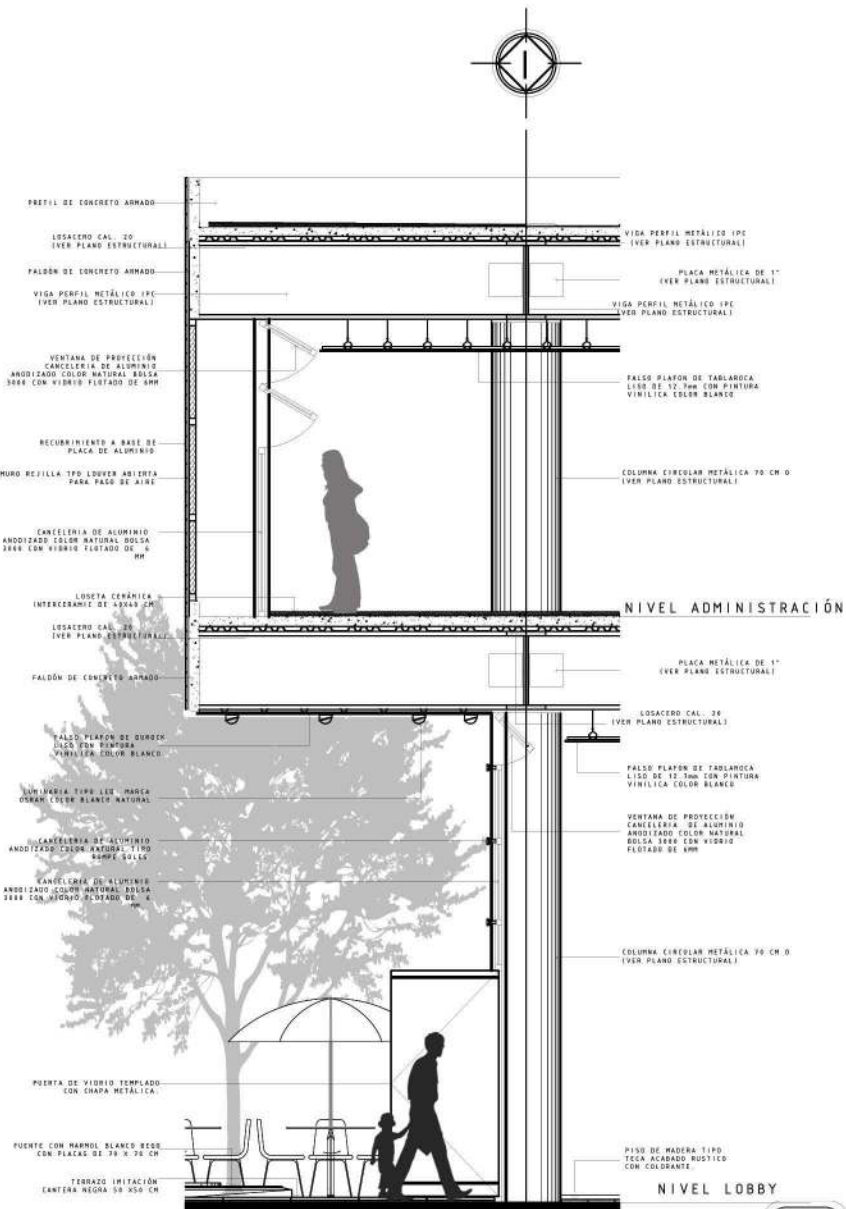 I
PRETIL DE CONCRETO ARMADO
LOSACERO CAL. 20
(VER PLANO ESTRUCTURAL)
FALDÓN DE CONCRETO ARMADO
VIGA PERFIL METÁLICO IPC
(VER PLANO ESTRUCTURAL)
VENTANA DE PROYECCIÓN
CANCELERIA DE ALUMINIO
ANODIZADO COLOR NATURAL BOLSA
3000 CON VIDRIO FLOTADO DE 6MM
RECUBRIMIENTO A BASE DE
PLACA DE ALUMINIO
MURO REJILLA TPO LOUVER ABIERTA
PARA PASO DE AIRE
CANCELERIA DE ALUMINIO
ANODIZADO COLOR NATURAL BOLSA
3000 CON VIDRIO FLOTADO DE 6
MM
LOSETA CERÁMICA
INTERCERAMIC DE 40X40 CM
LOSACERO CAL. 20
(VER PLANO ESTRUCTURAL)
FALDÓN DE CONCRETO ARMADO
FALSO PLAFON DE DUROCK
LISO CON PINTURA
VINILICA COLOR BLANCO
LUMINARIA TIPO LED MARCA
OSRAM COLOR BLANCO NATURAL
CANCELERIA DE ALUMINIO
ANODIZADO COLOR NATURAL TIPO
ROMPE SOLES
CANCELERIA DE ALUMINIO
ANODIZADO COLOR NATURAL BOLSA
3000 CON VIDRIO FLOTADO DE 6
MM
PUERTA DE VIDRIO TEMPLADO
CON CHAPA METÁLICA.
FUENTE CON MARMOL BLANCO
CON PLACAS DE 70 X 70 CM
TERRAZO IMITACIÓN
CANTERA NEGRA 50 X50 CM
VIGA PERFIL METÁLICO IPC
(VER PLANO ESTRUCTURAL)
PLACA METÁLICA DE 1"
(VER PLANO ESTRUCTURAL)
VIGA PERFIL METÁLICO IPC
(VER PLANO ESTRUCTURAL)
FALSO PLAFON DE TABLAROCA
LISO DE 12.7mm CON PINTURA
VINILICA COLOR BLANCO
COLUMNA CIRCULAR METÁLICA 70 CM O
(VER PLANO ESTRUCTURAL)
NIVEL ADMINISTRACIÓN
PLACA METÁLICA DE 1"
(VER PLANO ESTRUCTURAL)
LOSACERO CAL. 20
(VER PLANO ESTRUCTURAL)
FALSO PLAFON DE TABLAROCA
LISO DE 12.7mm CON PINTURA
VINILICA COLOR BLANCO
VENTANA DE PROYECCIÓN
CANCELERIA DE ALUMINIO
ANODIZADO COLOR NATURAL
BOLSA 3000 CON VIDRIO
FLOTADO DE 6MM
COLUMNA CIRCULAR METÁLICA 70 CM O
(VER PLANO ESTRUCTURAL)
PISO DE MADERA TIPO
TECA ACABADO RUSTICO
CON COLORANTE.
NIVEL LOBBY